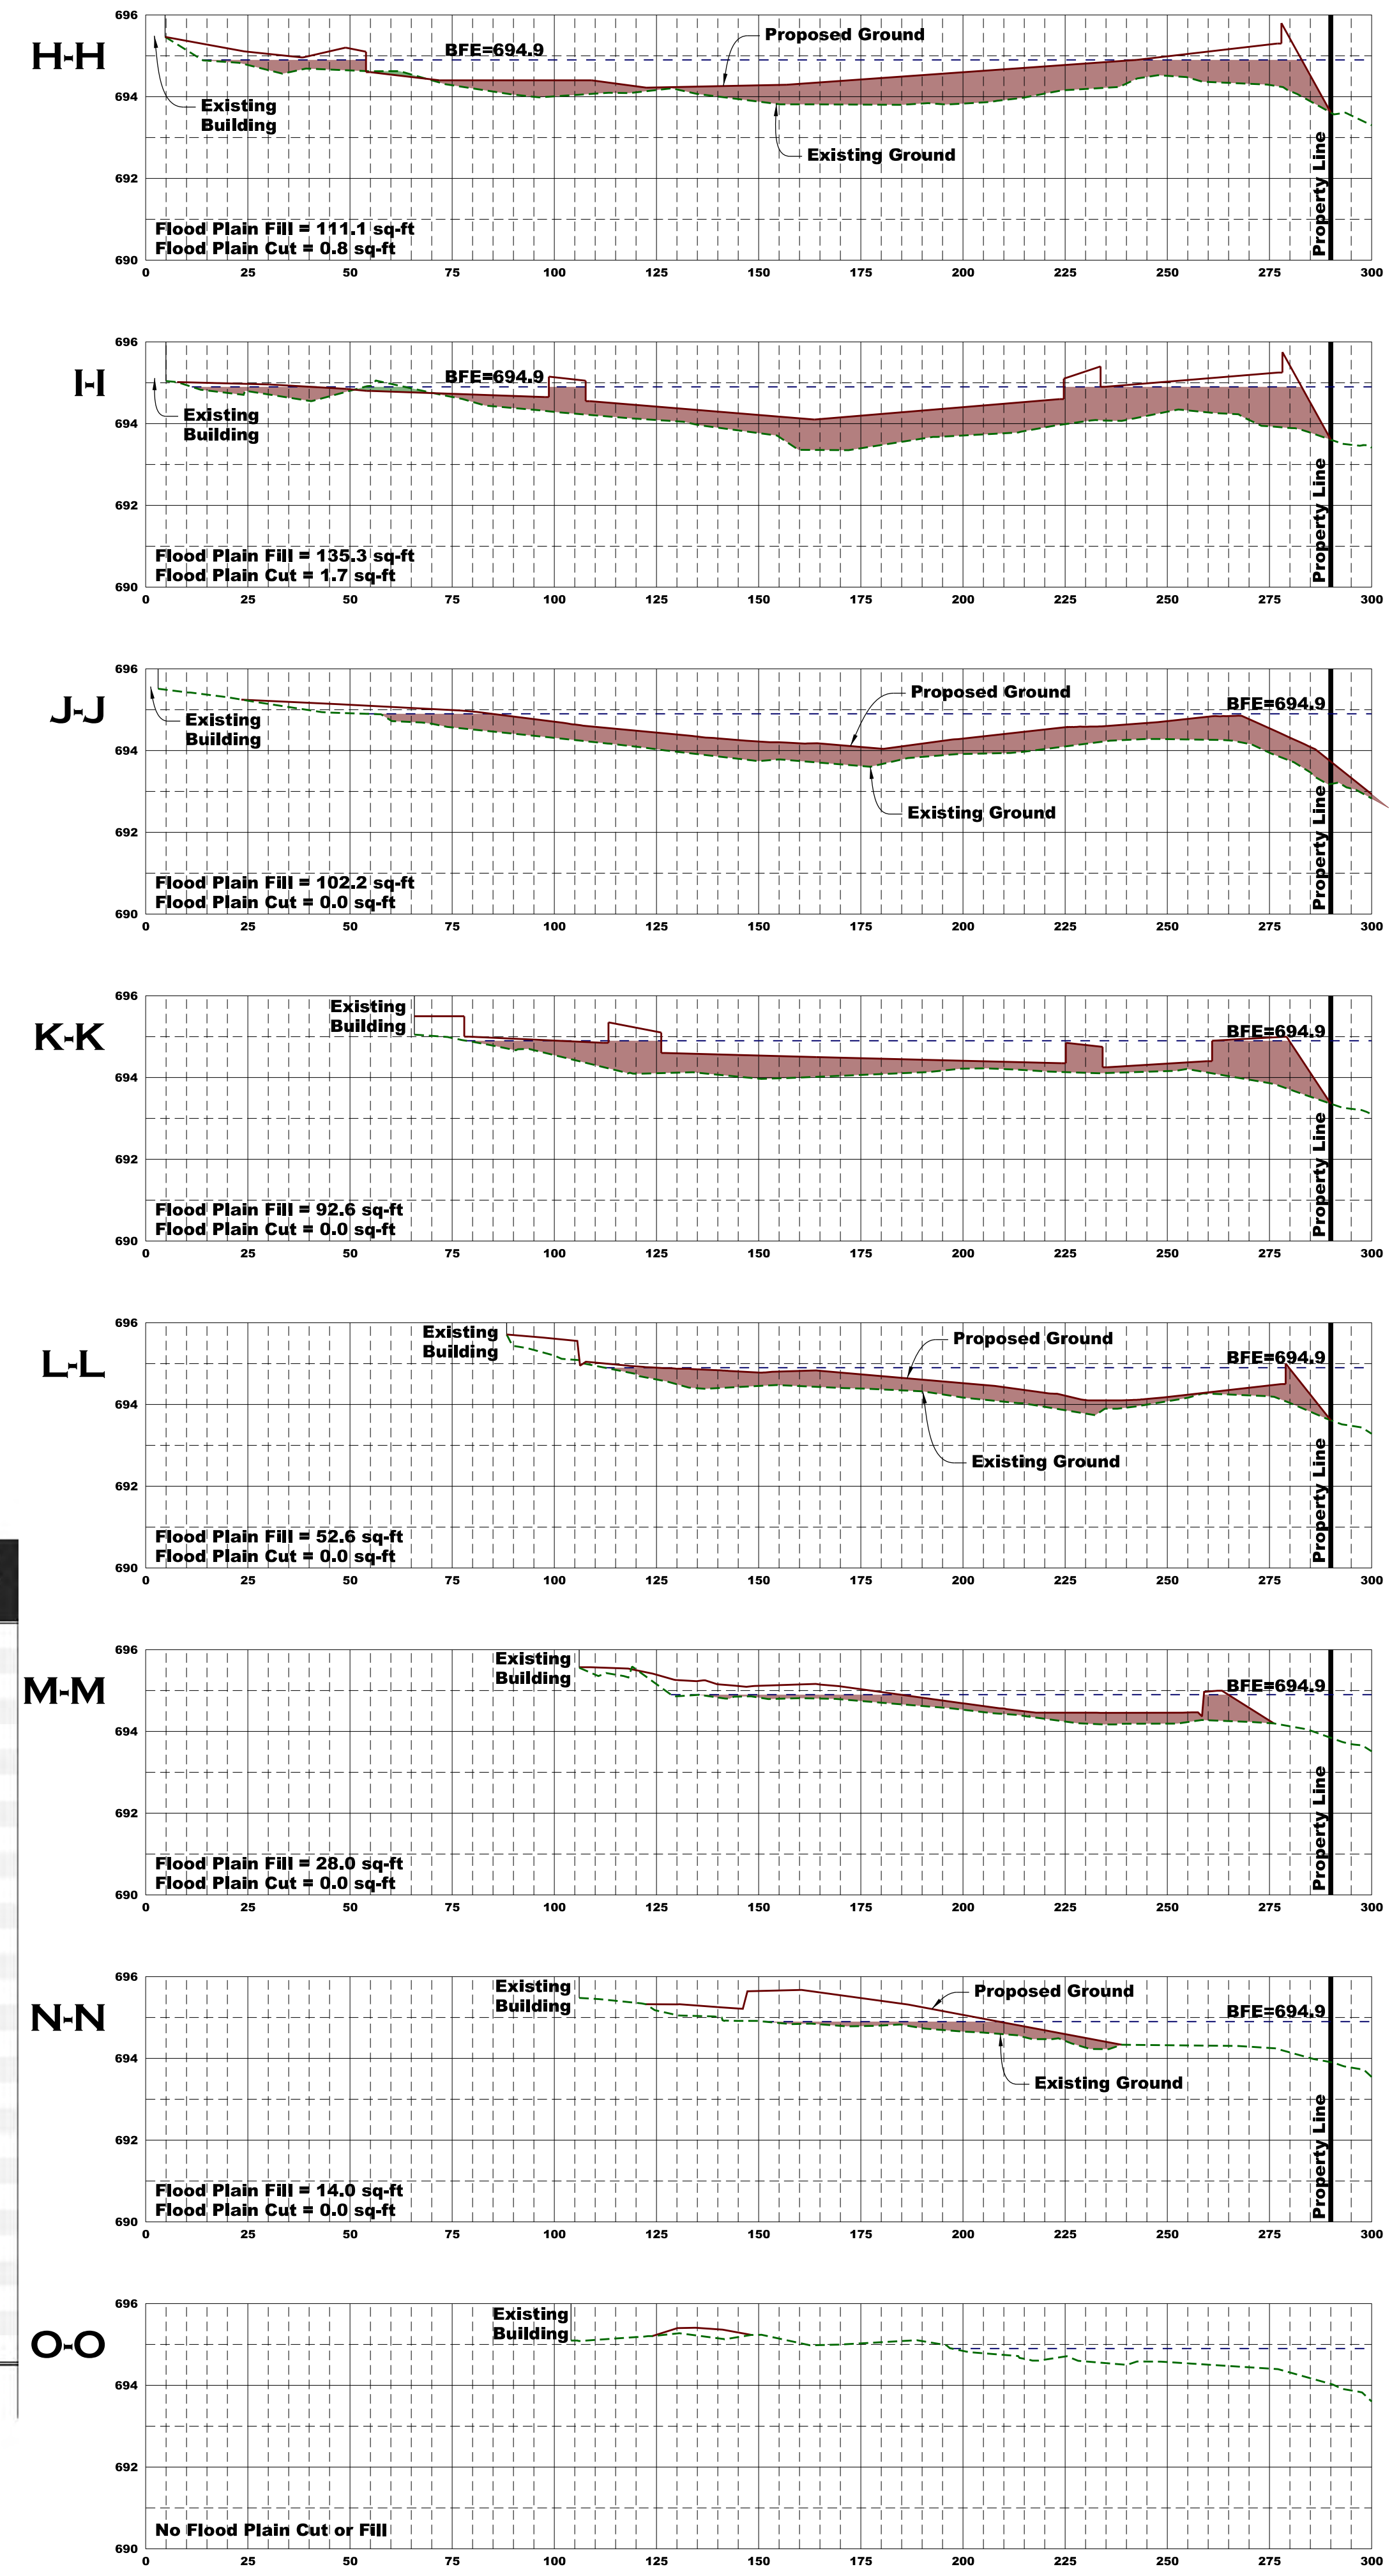 H-H
696
694
692
690
BFE=694.9
Proposed Ground
Existing
Building
Existing Ground
Property Line
Flood Plain Fill = 111.1 sq-ft
Flood Plain Cut = 0.8 sq-ft
0 25 50 75 100 125 150 175 200 225 250 275 300
I-I
696
694
692
690
BFE=694.9
Existing
Building
Property Line
Flood Plain Fill = 135.3 sq-ft
Flood Plain Cut = 1.7 sq-ft
0 25 50 75 100 125 150 175 200 225 250 275 300
J-J
696
694
692
690
Proposed Ground
BFE=694.9
Existing
Building
Existing Ground
Property Line
Flood Plain Fill = 102.2 sq-ft
Flood Plain Cut = 0.0 sq-ft
0 25 50 75 100 125 150 175 200 225 250 275 300
K-K
696
694
692
690
Existing
Building
BFE=694.9
Property Line
Flood Plain Fill = 92.6 sq-ft
Flood Plain Cut = 0.0 sq-ft
0 25 50 75 100 125 150 175 200 225 250 275 300
L-L
696
694
692
690
Existing
Building
Proposed Ground
BFE=694.9
Existing Ground
Property Line
Flood Plain Fill = 52.6 sq-ft
Flood Plain Cut = 0.0 sq-ft
0 25 50 75 100 125 150 175 200 225 250 275 300
M-M
696
694
692
690
Existing
Building
BFE=694.9
Property Line
Flood Plain Fill = 28.0 sq-ft
Flood Plain Cut = 0.0 sq-ft
0 25 50 75 100 125 150 175 200 225 250 275 300
N-N
696
694
692
690
Existing
Building
Proposed Ground
BFE=694.9
Existing Ground
Property Line
Flood Plain Fill = 14.0 sq-ft
Flood Plain Cut = 0.0 sq-ft
0 25 50 75 100 125 150 175 200 225 250 275 300
O-O
696
694
692
690
Existing
Building
No Flood Plain Cut or Fill
0 25 50 75 100 125 150 175 200 225 250 275 300